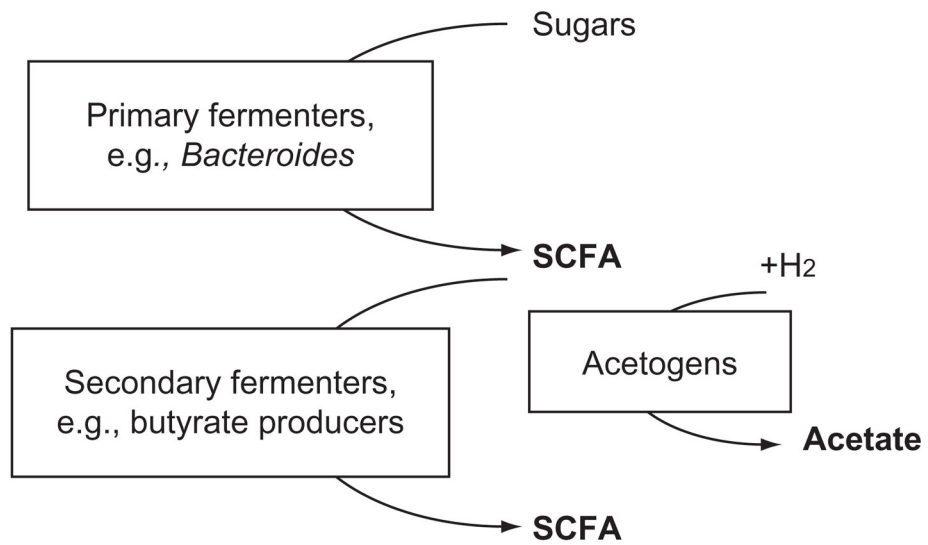 Sugars
Primary fermenters,
e.g., Bacteroides
SCFA
+H2
Secondary fermenters,
e.g., butyrate producers
Acetogens
Acetate
SCFA